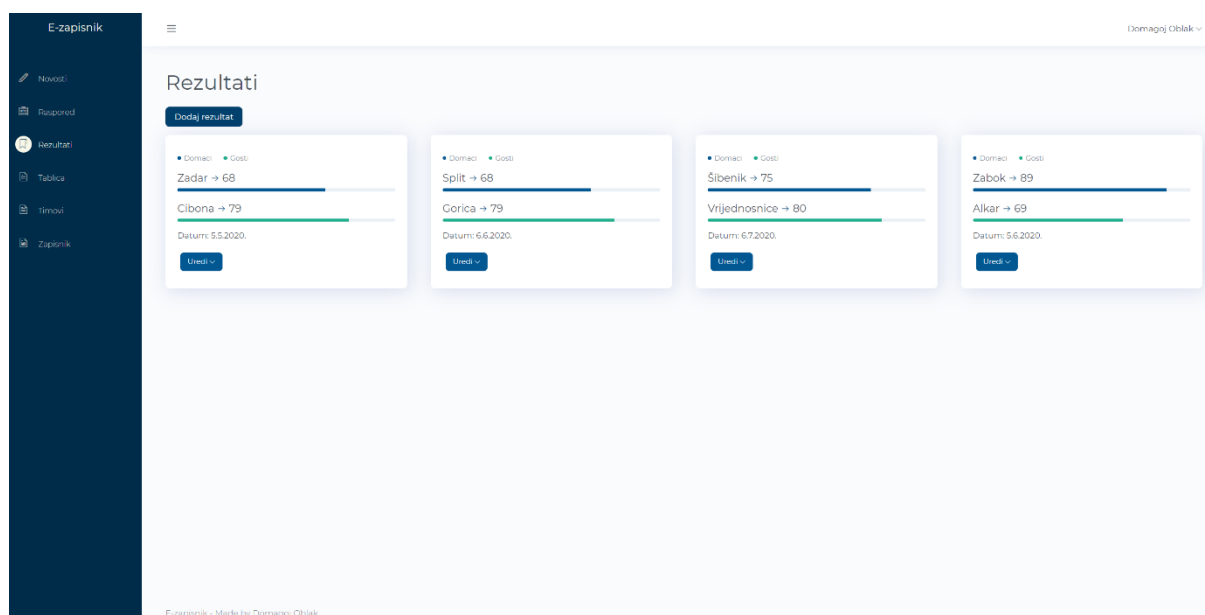 E-zapisnik
Domagoj Oblak
Novosti
Raspored
Rezultati
Tablica
Timovi
Zapisnik
Rezultati
Dodaj rezultat
Domaci Gosti
Zadar → 68
Cibona → 79
Datum: 5.5.2020.
Uredi
Domaci Gosti
Split → 68
Gorica → 79
Datum: 6.6.2020.
Uredi
Domaci Gosti
Šibenik → 75
Vrijednosnice → 80
Datum: 6.7.2020.
Uredi
Domaci Gosti
Zabok → 89
Alkar → 69
Datum: 5.6.2020.
Uredi
E-zapisnik - Made by Domagoj Oblak